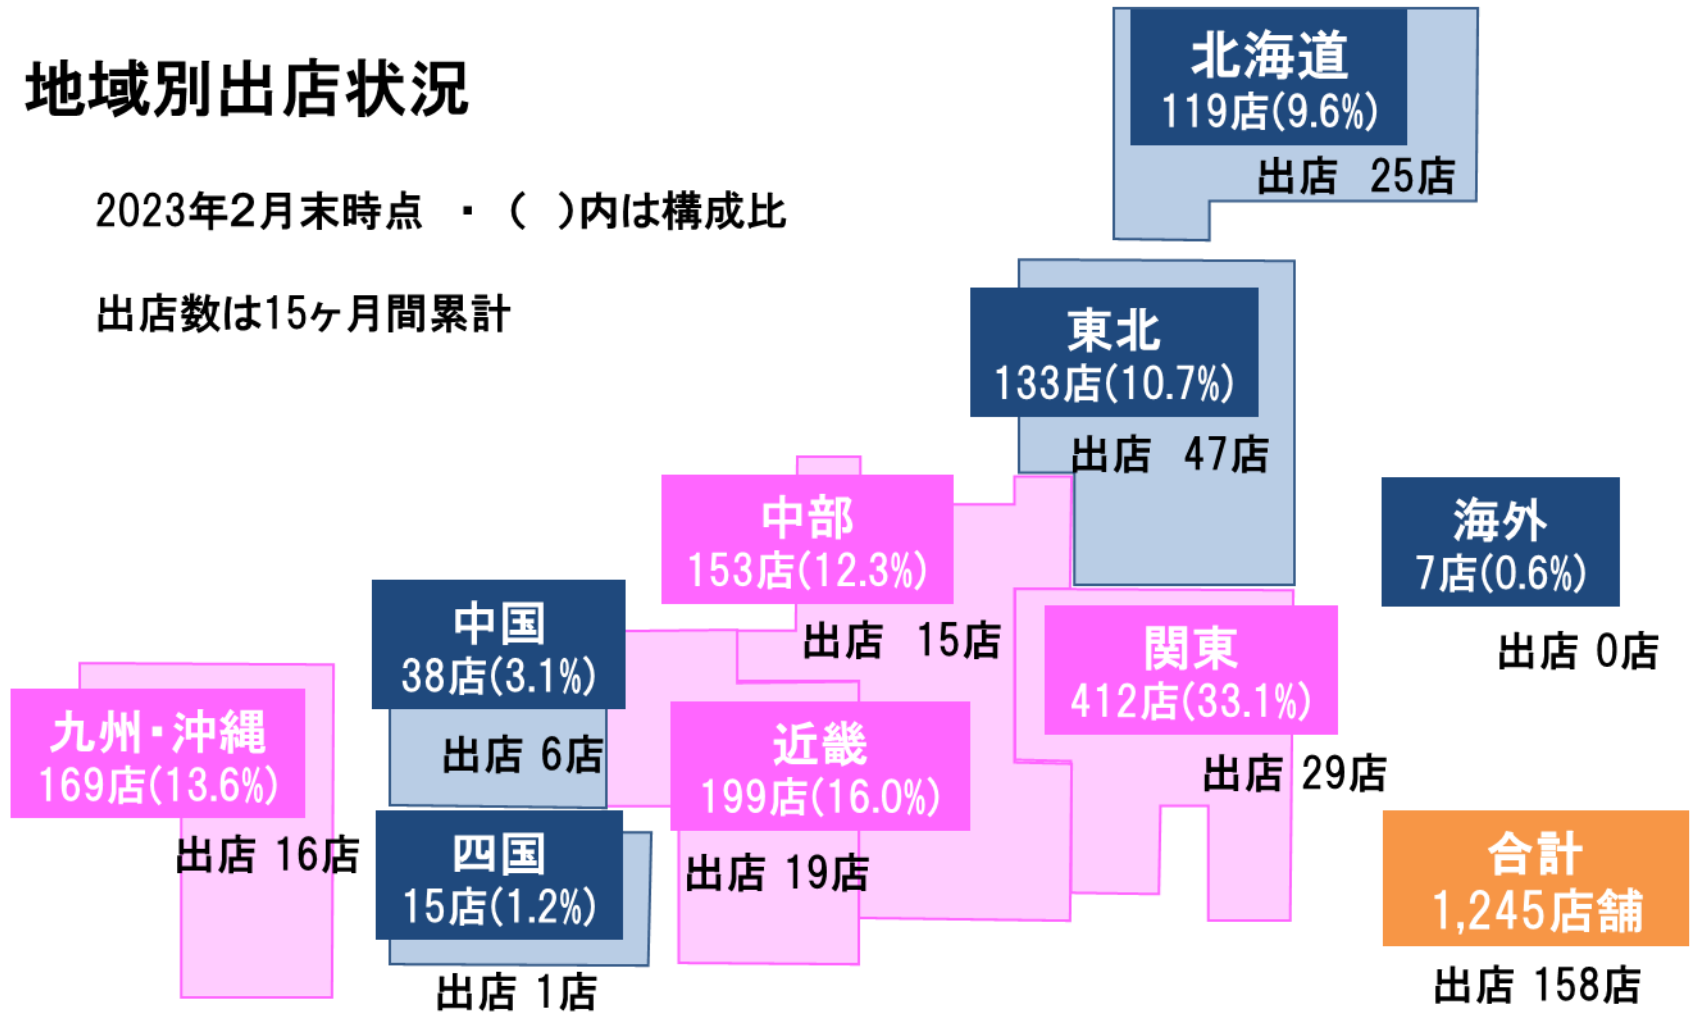 地域別出店状況
2023年2月末時点 ・ ( )内は構成比
出店数は15ヶ月間累計
北海道
119店(9.6%)
出店 25店
東北
133店(10.7%)
出店 47店
中部
153店(12.3%)
出店 15店
海外
7店(0.6%)
出店 0店
中国
38店(3.1%)
出店 6店
関東
412店(33.1%)
出店 29店
九州・沖縄
169店(13.6%)
出店 16店
近畿
199店(16.0%)
出店 19店
四国
15店(1.2%)
出店 1店
合計
1,245店舗
出店 158店